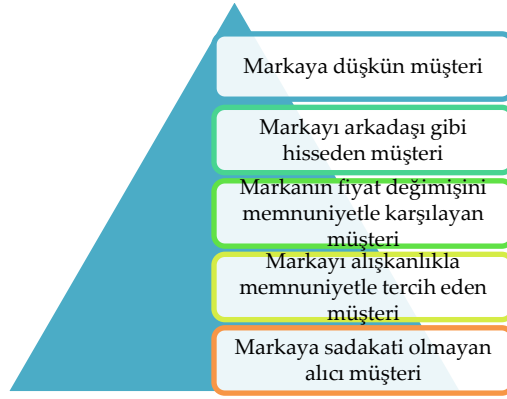 Markaya düşkün müşteri
Markayı arkadaşı gibi
hisseden müşteri
Markanın fiyat değimişini
memnuniyetle karşılayan
müşteri
Markayı alışkanlıkla
memnuniyetle tercih eden
müşteri
Markaya sadakati olmayan
alıcı müşteri